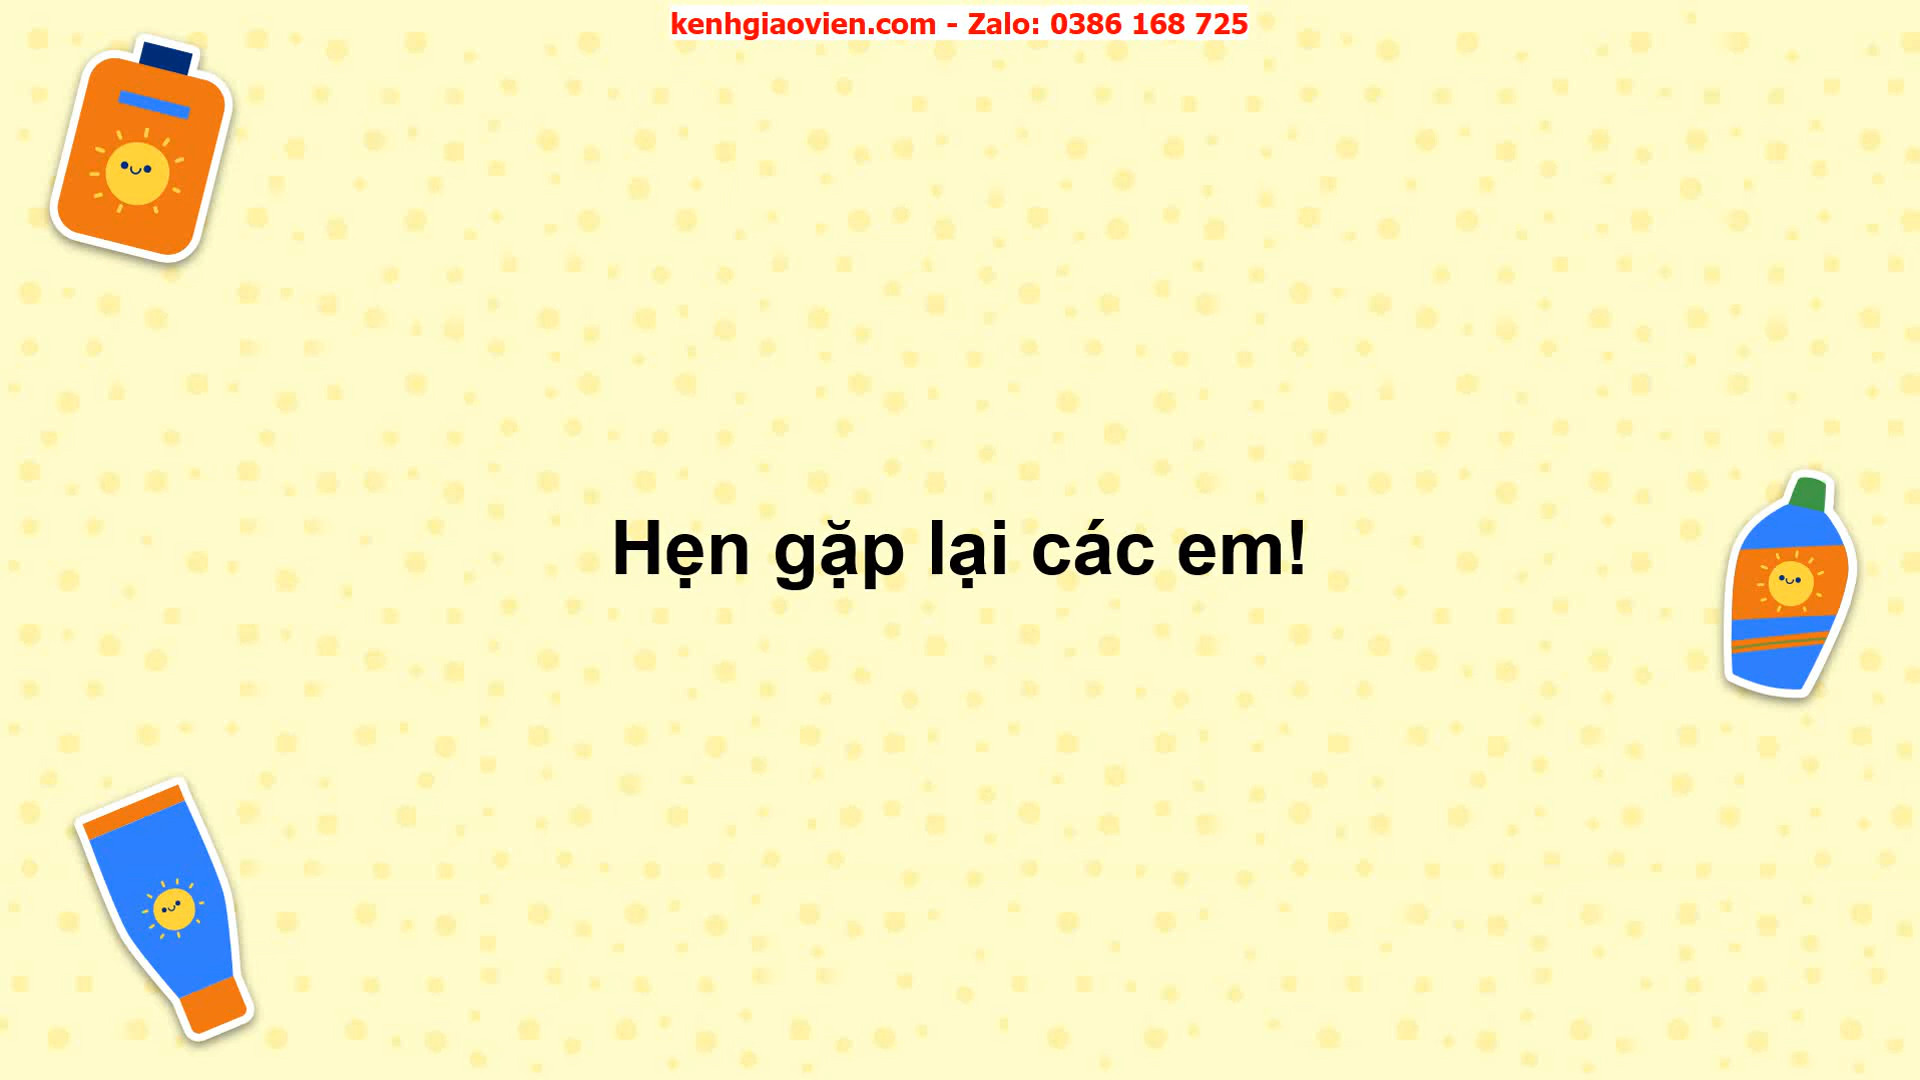 kenhgiaovien.com - Zalo: 0386 168 725
Hẹn gặp lại các em!